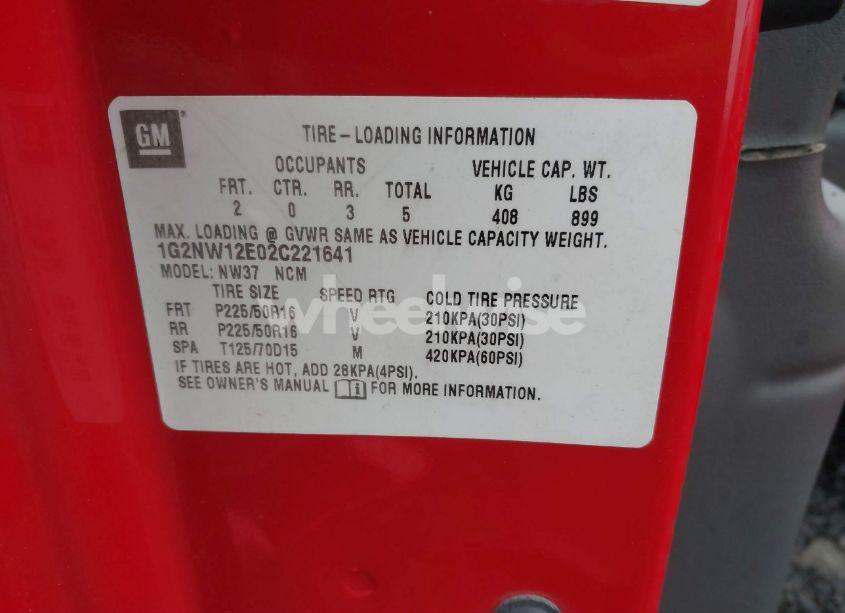 GM
TIRE-LOADING INFORMATION
OCCUPANTS VEHICLE CAP. WT.
FRT. CTR. RR. TOTAL KG LBS
2 0 3 5 408 899
MAX. LOADING @ GVWR SAME AS VEHICLE CAPACITY WEIGHT.
1G2NW12E02C221641
MODEL: NW37 NCM
TIRE SIZE SPEED RTG COLD TIRE PRESSURE
FRT P225/50R16 V 210KPA(30PSI)
RR P225/50R16 V 210KPA(30PSI)
SPA T125/70D15 M 420KPA(60PSI)
IF TIRES ARE HOT, ADD 28KPA(4PSI).
SEE OWNER'S MANUAL FOR MORE INFORMATION.
wheelwise